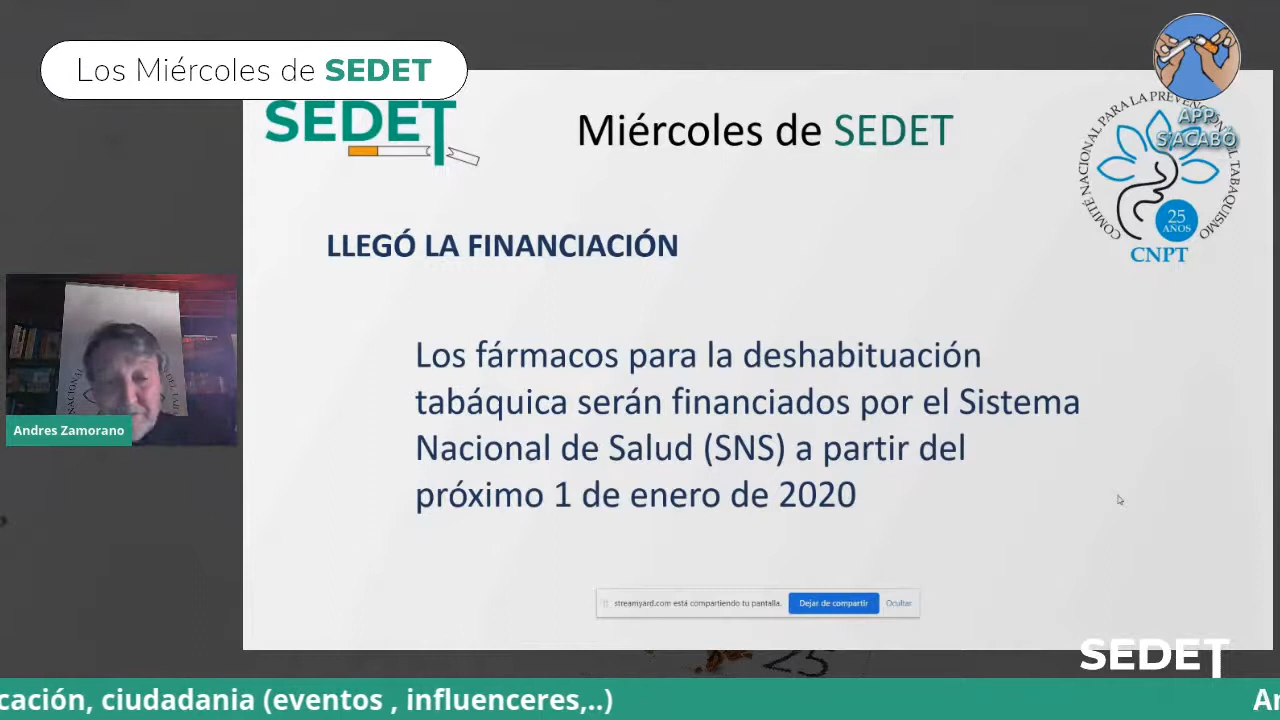 Los Miércoles de SEDET
SEDET
Miércoles de SEDET
COMITÉ NACIONAL PARA LA PREVENCIÓN DEL TABAQUISMO
APP
S'ACABÓ
25
AÑOS
CNPT
LLEGÓ LA FINANCIACIÓN
Los fármacos para la deshabituación
tabáquica serán financiados por el Sistema
Nacional de Salud (SNS) a partir del
próximo 1 de enero de 2020
Andres Zamorano
streamyard.com está compartiendo tu pantalla.
Dejar de compartir
Ocultar
SEDET
cación, ciudadania (eventos , influenceres,..)
An